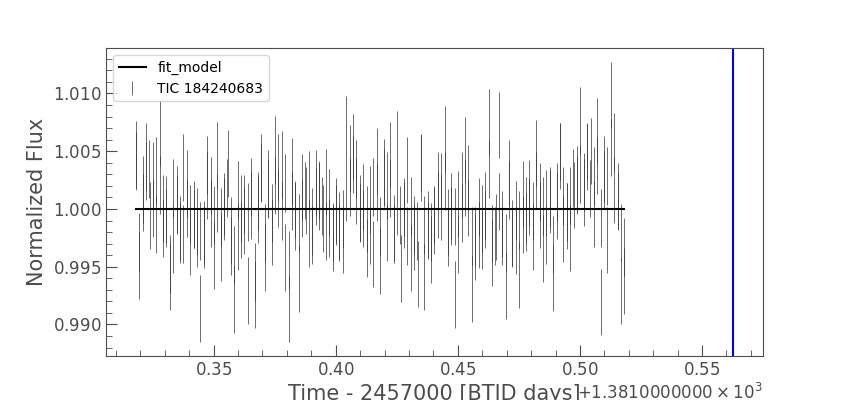 fit_model
TIC 184240683
1.010
1.005
1.000
0.995
0.990
Normalized Flux
0.35 0.40 0.45 0.50 0.55
Time - 2457000 [BTJD days]
+1.3810000000 × 10³